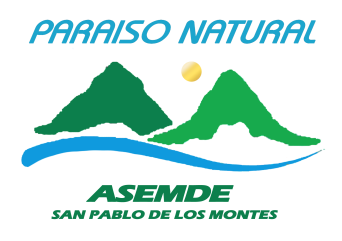 PARAISO NATURAL
ASEMDE
SAN PABLO DE LOS MONTES